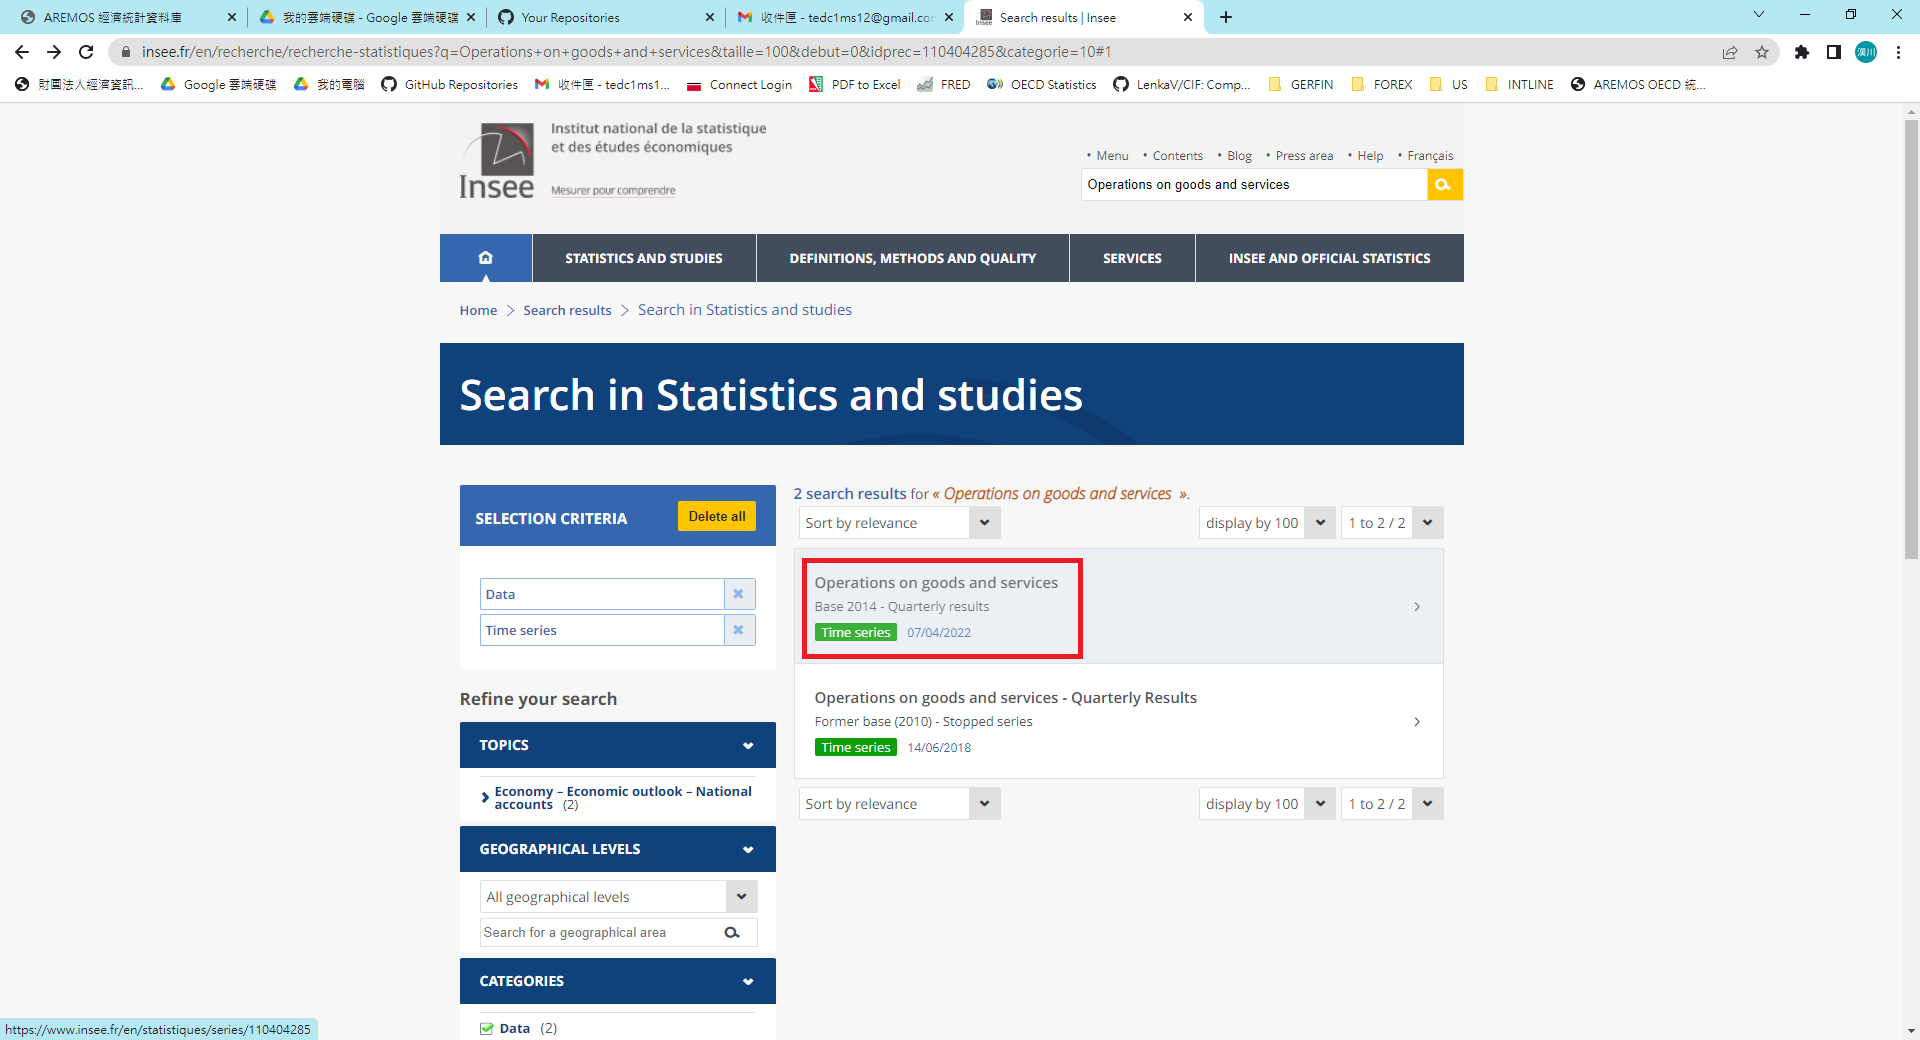 AREMOS 經濟統計資料庫
我的雲端硬碟 - Google 雲端硬碟
Your Repositories
收件匣 - tedc1ms12@gmail.com
Search results | Insee
insee.fr/en/recherche/recherche-statistiques?q=Operations+on+goods+and+services&taille=100&debut=0&idprec=110404285&categorie=10#1
漢川
財團法人經濟資訊...
Google 雲端硬碟
我的電腦
GitHub Repositories
收件匣 - tedc1ms1...
Connect Login
PDF to Excel
FRED
OECD Statistics
LenkaV/CIF: Comp...
GERFIN
FOREX
US
INTLINE
AREMOS OECD 統...
Insee
Institut national de la statistique
et des études économiques
Mesurer pour comprendre
• Menu • Contents • Blog • Press area • Help • Français
Operations on goods and services
STATISTICS AND STUDIES
DEFINITIONS, METHODS AND QUALITY
SERVICES
INSEE AND OFFICIAL STATISTICS
Home > Search results > Search in Statistics and studies
Search in Statistics and studies
SELECTION CRITERIA
Delete all
Data
Time series
Refine your search
TOPICS
Economy – Economic outlook – National
accounts (2)
GEOGRAPHICAL LEVELS
All geographical levels
Search for a geographical area
CATEGORIES
Data (2)
2 search results for « Operations on goods and services ».
Sort by relevance
display by 100
1 to 2 / 2
Operations on goods and services
Base 2014 - Quarterly results
Time series 07/04/2022
Operations on goods and services - Quarterly Results
Former base (2010) - Stopped series
Time series 14/06/2018
Sort by relevance
display by 100
1 to 2 / 2
https://www.insee.fr/en/statistiques/series/110404285